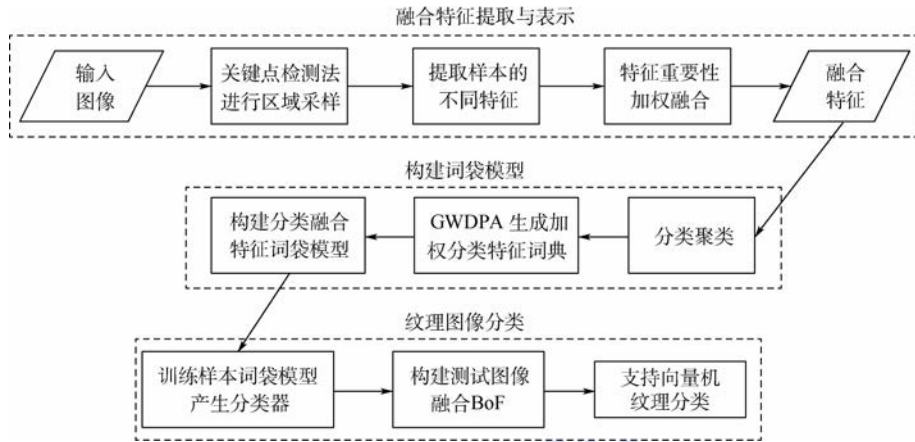 融合特征提取与表示
输入
图像
关键点检测法
进行区域采样
提取样本的
不同特征
特征重要性
加权融合
融合
特征
构建词袋模型
构建分类融合
特征词袋模型
GWDPA 生成加
权分类特征词典
分类聚类
纹理图像分类
训练样本词袋模型
产生分类器
构建测试图像
融合BoF
支持向量机
纹理分类